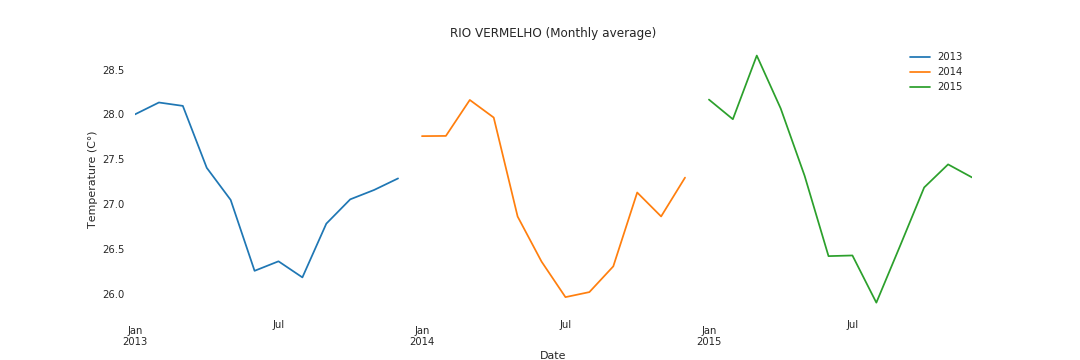 RIO VERMELHO (Monthly average)
2013
2014
2015
Temperature (C°)
28.5
28.0
27.5
27.0
26.5
26.0
Jan Jul Jan Jul Jan Jul
2013 2014 2015
Date